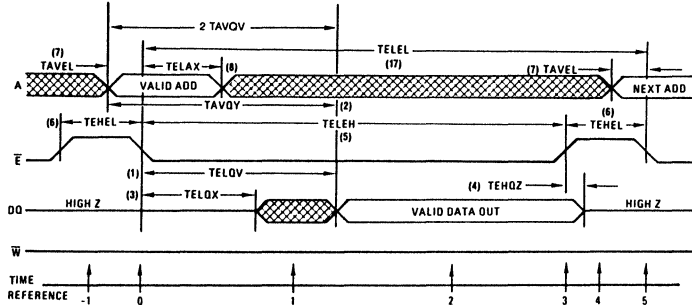 2 TAVQV
TELEL
(7) TAVEL
TELAX (8)
(17)
(7) TAVEL
A
VALID ADD
NEXT ADD
TAVQY (2)
(6) TEHEL
TELEH
(5)
(6) TEHEL
E
(1) TELQV
(3) TELQX
(4) TEHQZ
DQ
HIGH Z
VALID DATA OUT
HIGH Z
W
TIME REFERENCE
-1 0 1 2 3 4 5